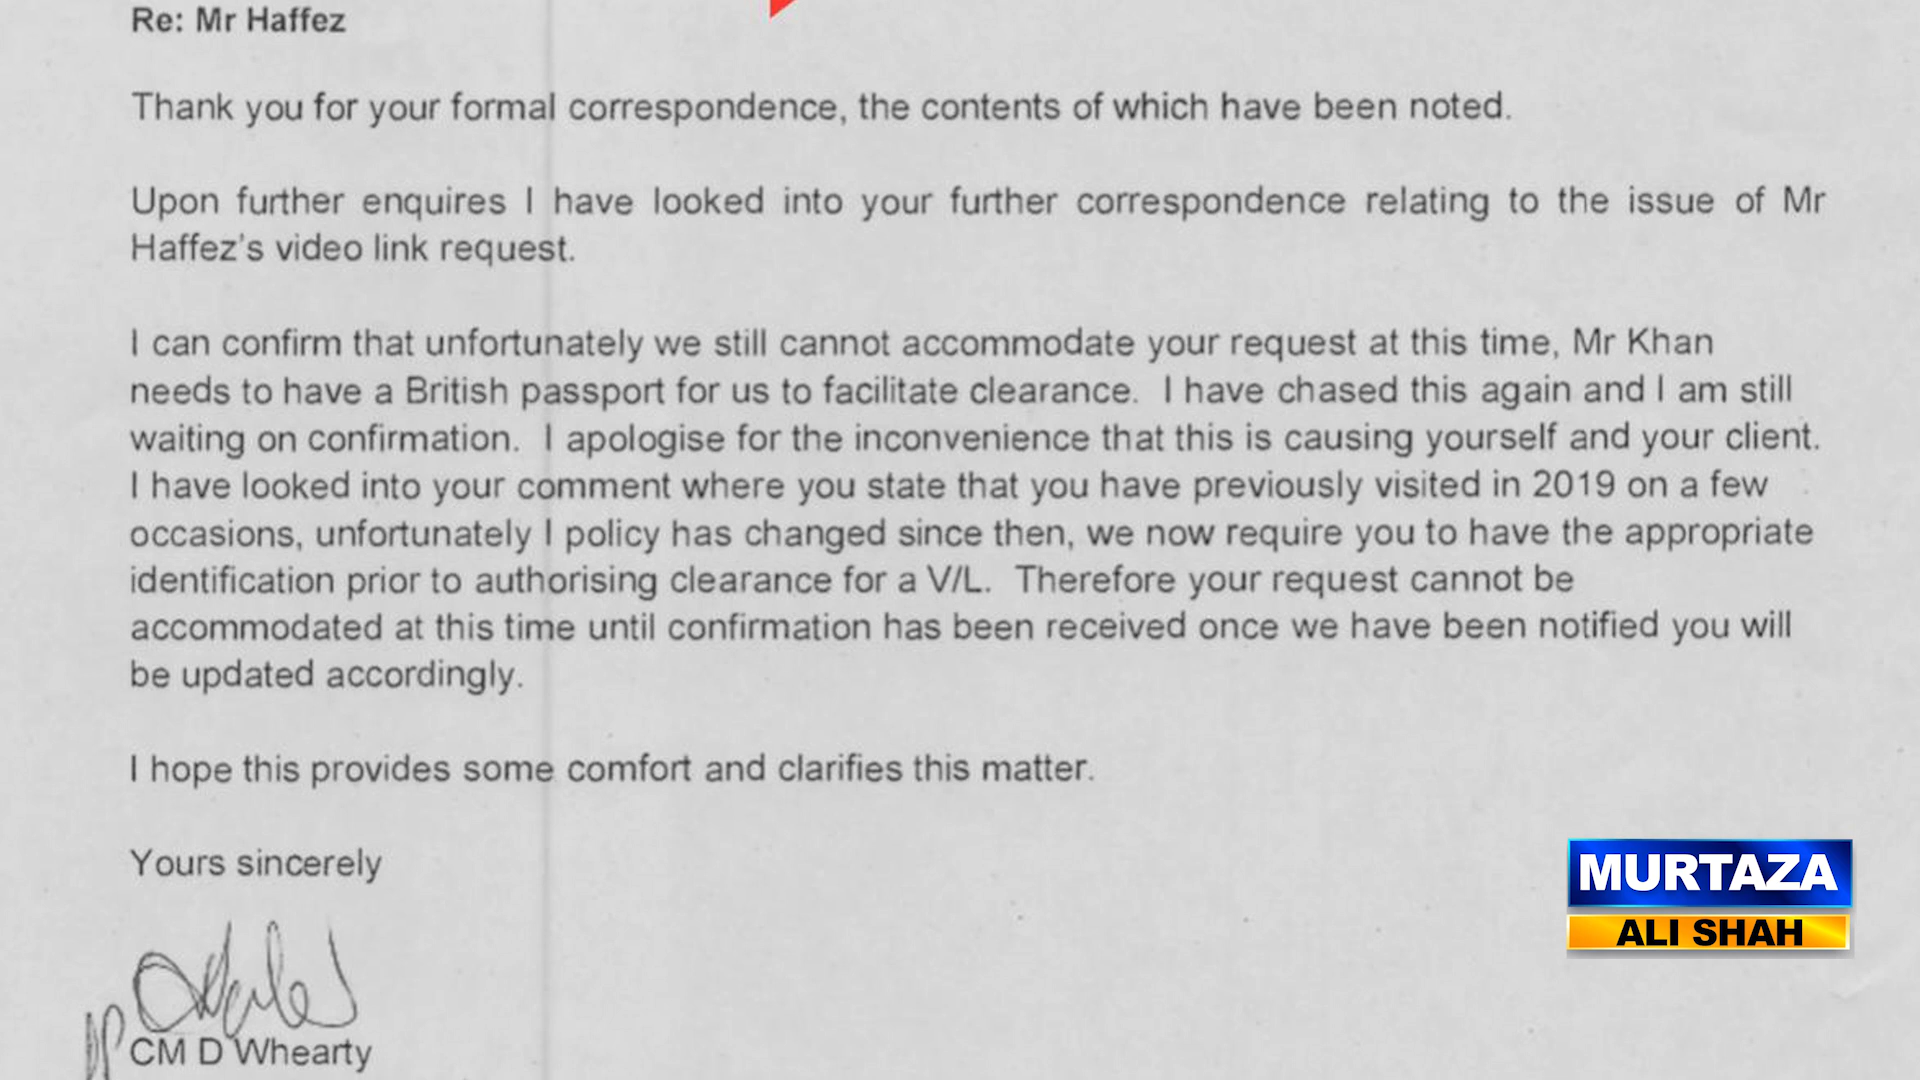 Re: Mr Haffez
Thank you for your formal correspondence, the contents of which have been noted.
Upon further enquires I have looked into your further correspondence relating to the issue of Mr
Haffez's video link request.
I can confirm that unfortunately we still cannot accommodate your request at this time, Mr Khan
needs to have a British passport for us to facilitate clearance. I have chased this again and I am still
waiting on confirmation. I apologise for the inconvenience that this is causing yourself and your client.
I have looked into your comment where you state that you have previously visited in 2019 on a few
occasions, unfortunately I policy has changed since then, we now require you to have the appropriate
identification prior to authorising clearance for a V/L. Therefore your request cannot be
accommodated at this time until confirmation has been received once we have been notified you will
be updated accordingly.
I hope this provides some comfort and clarifies this matter.
Yours sincerely
CM D Whearty
MURTAZA
ALI SHAH